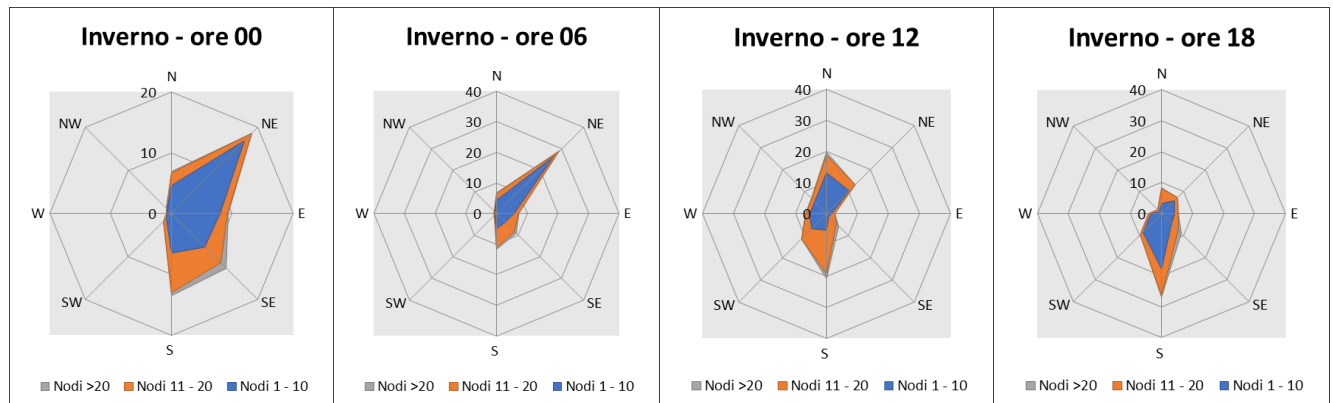 Inverno - ore 00
N
20
NW
NE
10
W
0
E
SW
SE
S
Nodi >20 Nodi 11 - 20 Nodi 1 - 10
Inverno - ore 06
N
40
NW
30
NE
20
10
W
0
E
SW
SE
S
Nodi >20 Nodi 11 - 20 Nodi 1 - 10
Inverno - ore 12
N
40
NW
30
NE
20
10
W
0
E
SW
SE
S
Nodi >20 Nodi 11 - 20 Nodi 1 - 10
Inverno - ore 18
N
40
NW
30
NE
20
10
W
0
E
SW
SE
S
Nodi >20 Nodi 11 - 20 Nodi 1 - 10